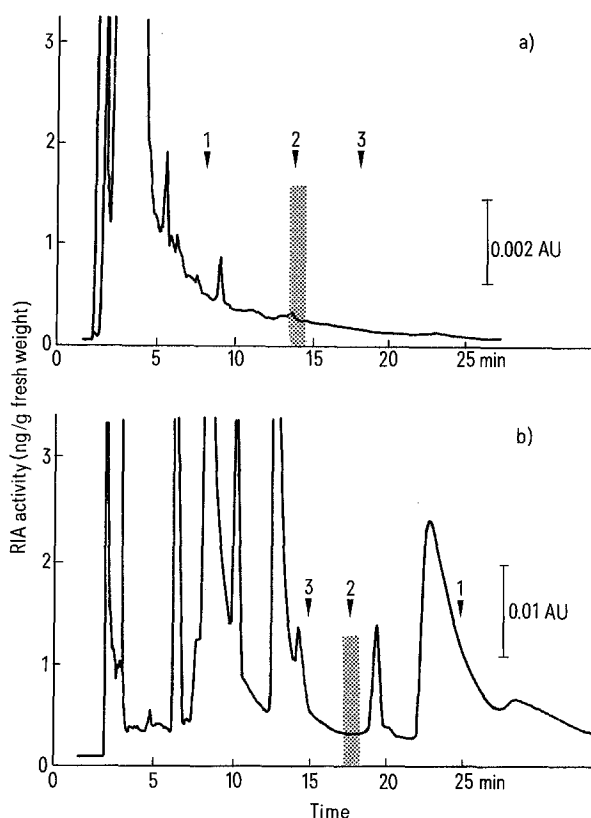 a)
3
2
1
0
1 2 3
0.002 AU
5 10 15 20 25 min
RIA activity (ng/g fresh weight)
b)
3
2
1
0
3 2 1
0.01 AU
0 5 10 15 20 25 min
Time